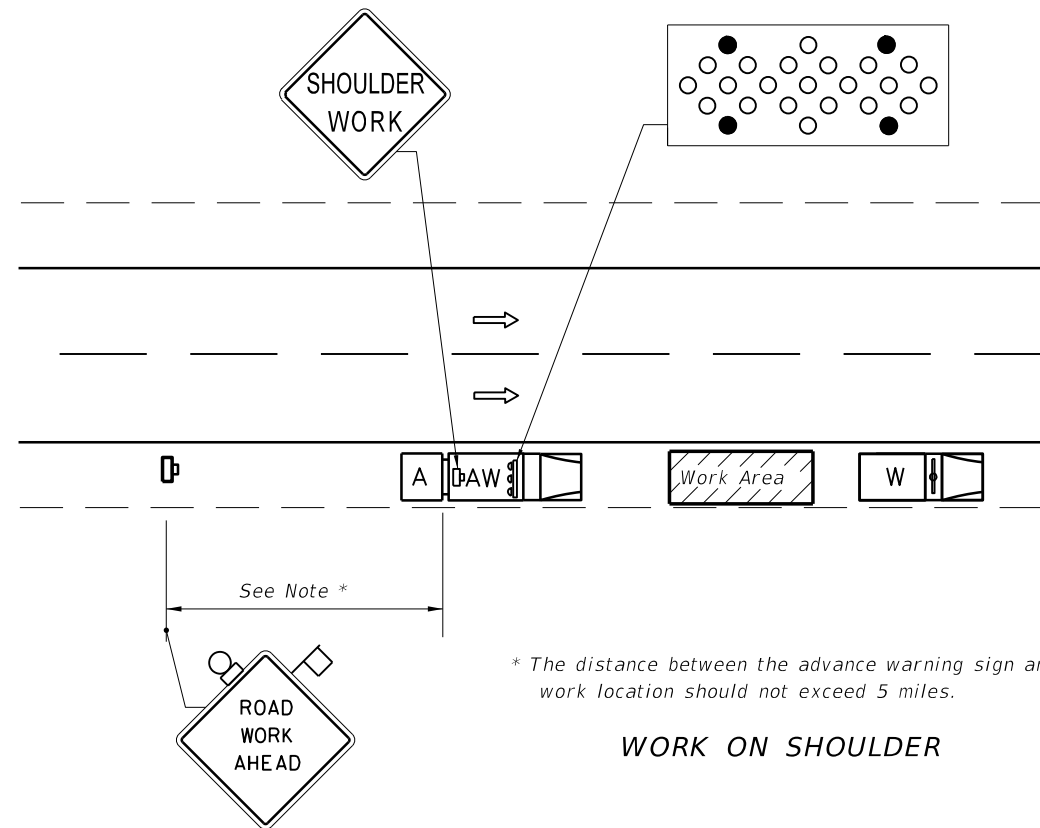 SHOULDER
WORK
A
AW
Work Area
W
See Note *
ROAD
WORK
AHEAD
* The distance between the advance warning sign
work location should not exceed 5 miles.
WORK ON SHOULDER